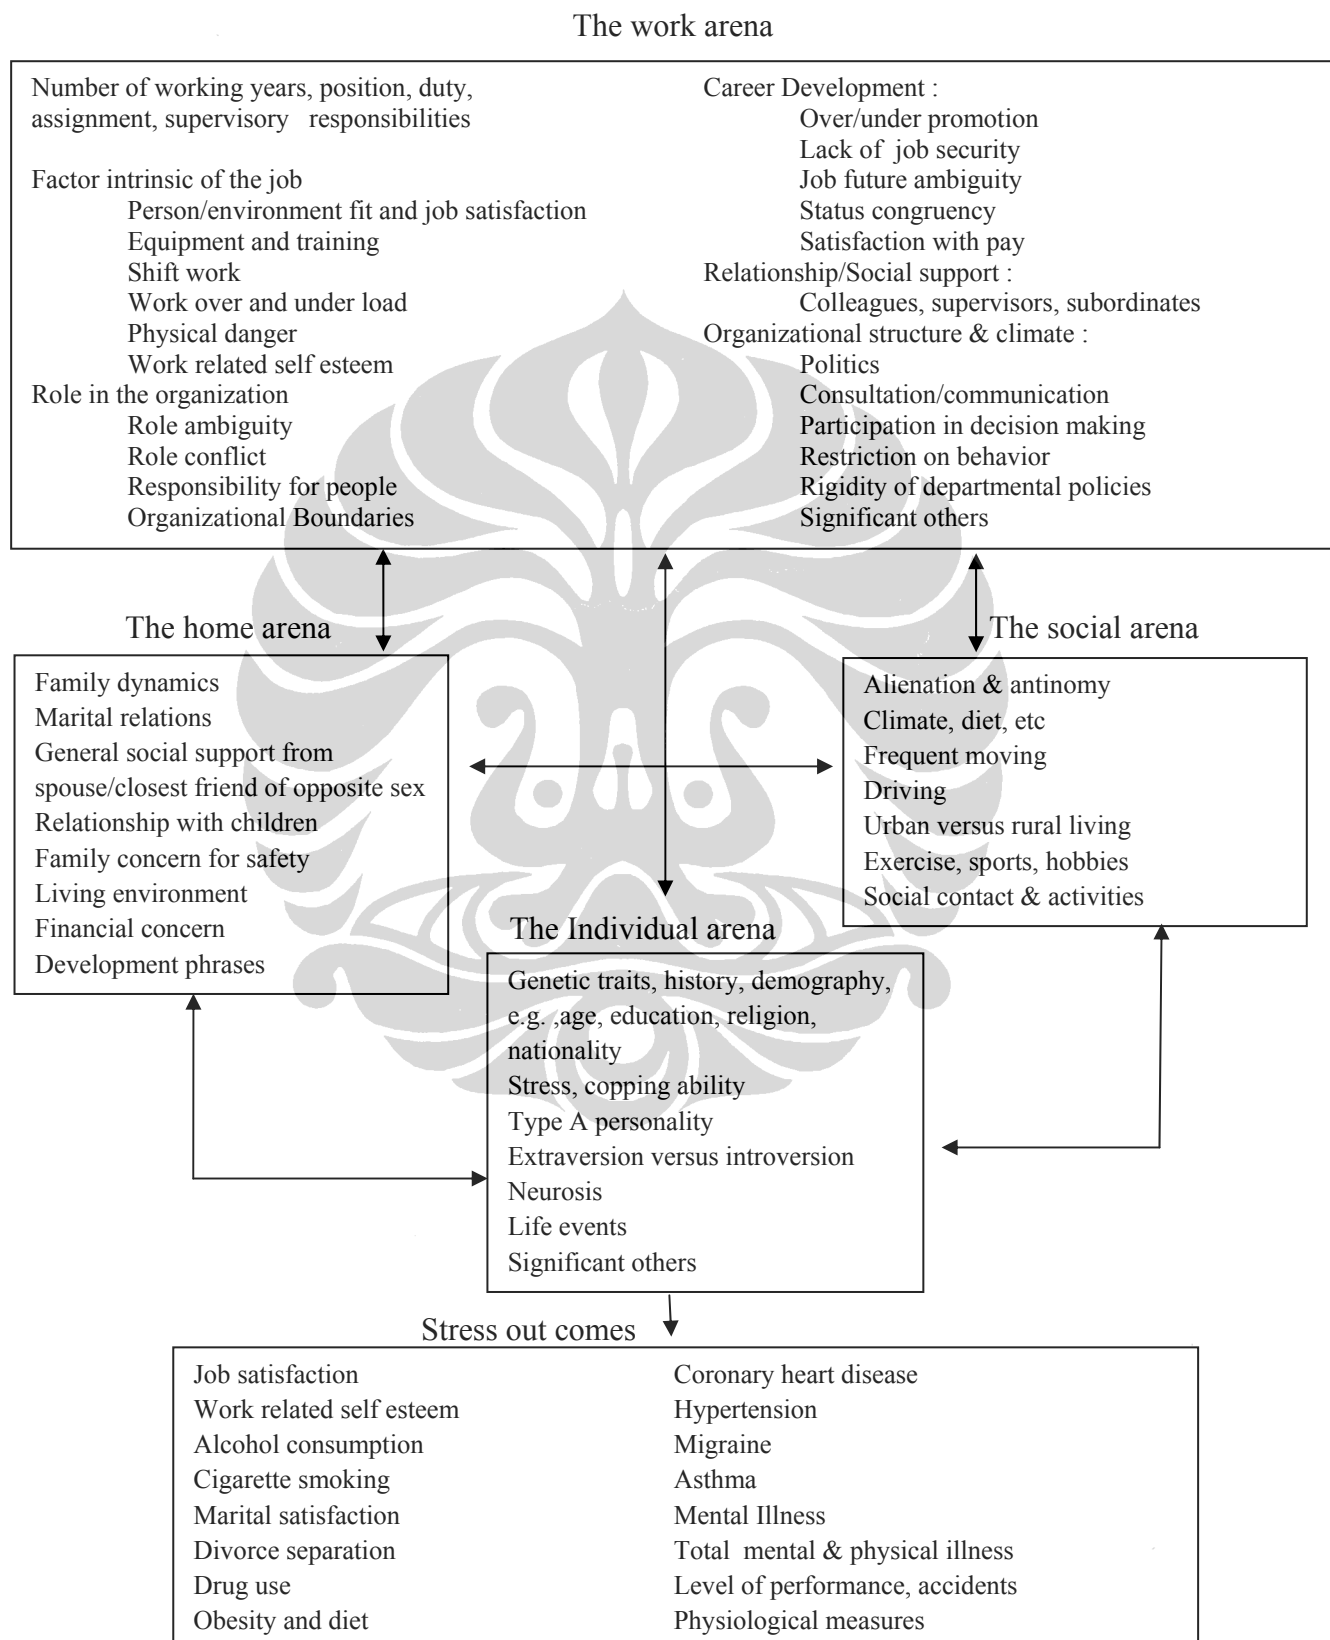 The work arena
Number of working years, position, duty,
assignment, supervisory responsibilities
Factor intrinsic of the job
Person/environment fit and job satisfaction
Equipment and training
Shift work
Work over and under load
Physical danger
Work related self esteem
Role in the organization
Role ambiguity
Role conflict
Responsibility for people
Organizational Boundaries
Career Development :
Over/under promotion
Lack of job security
Job future ambiguity
Status congruency
Satisfaction with pay
Relationship/Social support :
Colleagues, supervisors, subordinates
Organizational structure & climate :
Politics
Consultation/communication
Participation in decision making
Restriction on behavior
Rigidity of departmental policies
Significant others
The home arena
Family dynamics
Marital relations
General social support from
spouse/closest friend of opposite sex
Relationship with children
Family concern for safety
Living environment
Financial concern
Development phrases
The social arena
Alienation & antinomy
Climate, diet, etc
Frequent moving
Driving
Urban versus rural living
Exercise, sports, hobbies
Social contact & activities
The Individual arena
Genetic traits, history, demography,
e.g. ,age, education, religion,
nationality
Stress, copping ability
Type A personality
Extraversion versus introversion
Neurosis
Life events
Significant others
Stress out comes
Job satisfaction
Work related self esteem
Alcohol consumption
Cigarette smoking
Marital satisfaction
Divorce separation
Drug use
Obesity and diet
Coronary heart disease
Hypertension
Migraine
Asthma
Mental Illness
Total mental & physical illness
Level of performance, accidents
Physiological measures